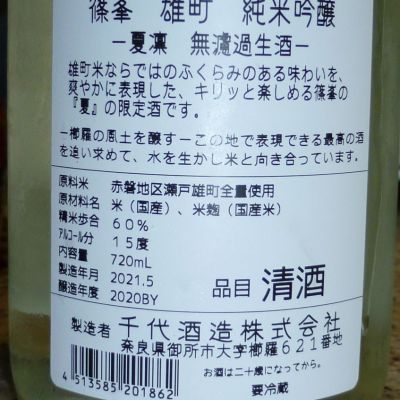 篠峯 雄町 純米吟醸
―夏凛 無濾過生酒―
雄町米ならではのふくらみのある味わいを、
爽やかに表現した、キリッと楽しめる篠峯の
『夏』の限定酒です。
―櫛羅の風土を醸す―この地で表現できる最高の酒
を追い求めて、水を生かし米と向き合っています。
原料米 赤磐地区瀬戸雄町全量使用
原材料名 米（国産）、米麹（国産米）
精米歩合 ６０％
アルコール分 １５度
内容量 720mL
製造年月 2021.5
醸造年度 2020BY
品目 清酒
製造者 千代酒造株式会社
奈良県御所市大字櫛羅６２１番地
お酒は二十歳になってから。
要冷蔵
4 513585 201862